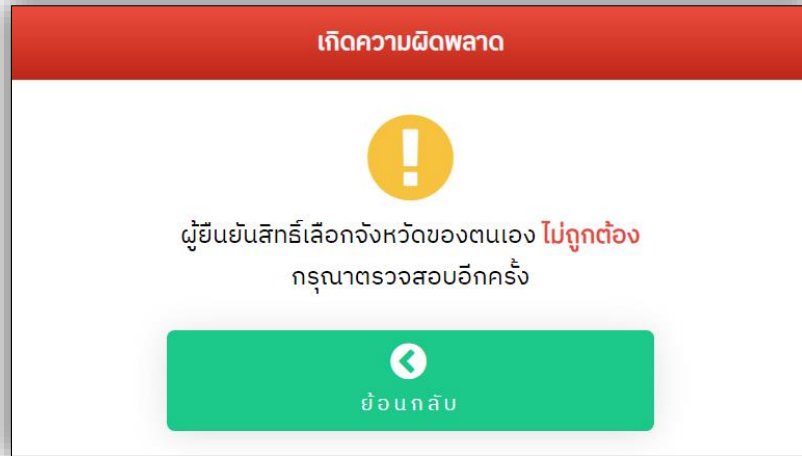 เกิดความผิดพลาด
ผู้ยืนยันสิทธิ์เลือกจังหวัดของตนเอง ไม่ถูกต้อง
กรุณาตรวจสอบอีกครั้ง
ย้อนกลับ